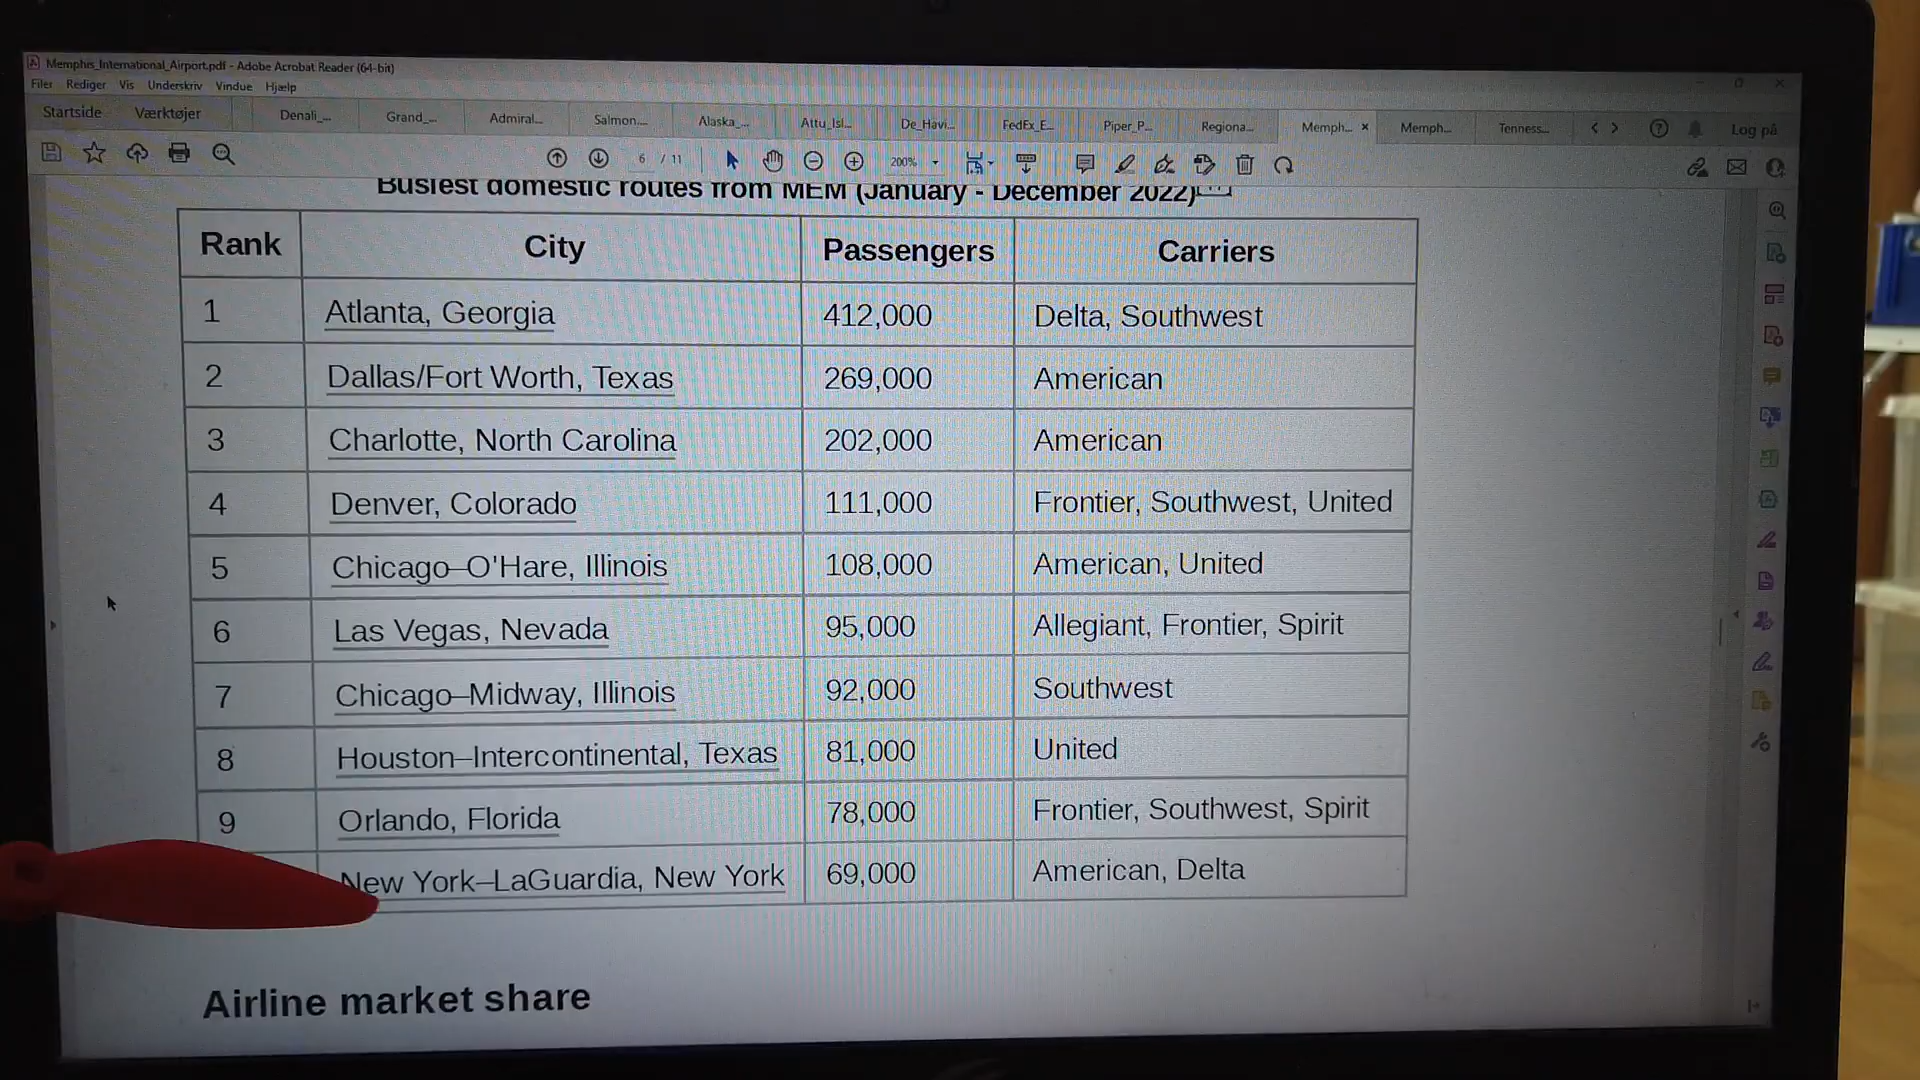 Memphis_International_Airport.pdf - Adobe Acrobat Reader (64-bit)
Filer Rediger Vis Underskriv Vindue Hjælp
Startside Værktøjer Denali_... Grand_... Admiral... Salmon.... Alaska_... Attu_Isl... De_Havi... FedEx_E... Piper_P... Regiona... Memph... × Memph... Tenness... Log på
6 / 11 200%
Busiest domestic routes from MEM (January - December 2022)
Rank City Passengers Carriers
1 Atlanta, Georgia 412,000 Delta, Southwest
2 Dallas/Fort Worth, Texas 269,000 American
3 Charlotte, North Carolina 202,000 American
4 Denver, Colorado 111,000 Frontier, Southwest, United
5 Chicago–O'Hare, Illinois 108,000 American, United
6 Las Vegas, Nevada 95,000 Allegiant, Frontier, Spirit
7 Chicago–Midway, Illinois 92,000 Southwest
8 Houston–Intercontinental, Texas 81,000 United
9 Orlando, Florida 78,000 Frontier, Southwest, Spirit
New York–LaGuardia, New York 69,000 American, Delta
Airline market share